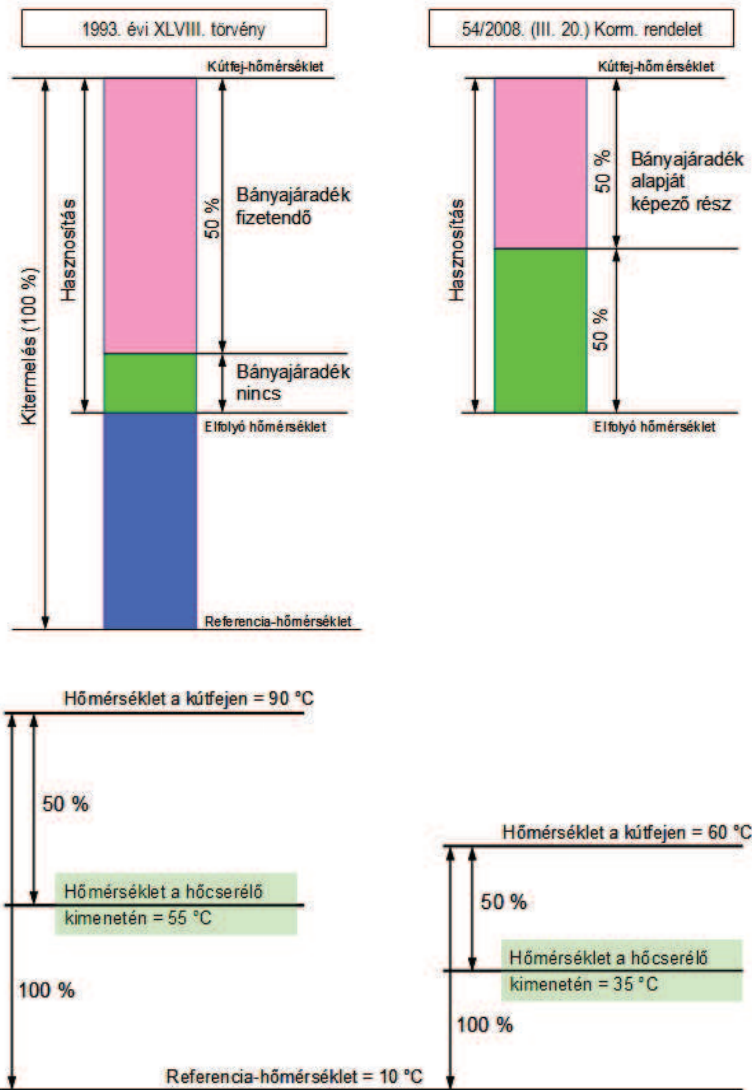 1993. évi XLVIII. törvény
Kútfej-hőmérséklet
Kitermelés (100 %)
Hasznosítás
50 %
Bányajáradék
fizetendő
Bányajáradék
nincs
Elfolyó hőmérséklet
Referencia-hőmérséklet
54/2008. (III. 20.) Korm. rendelet
Kútfej-hőmérséklet
Hasznosítás
50 %
Bányajáradék
alapját
képező rész
50 %
Elfolyó hőmérséklet
Hőmérséklet a kútfejen = 90 °C
50 %
Hőmérséklet a hőcserélő
kimenetén = 55 °C
100 %
Hőmérséklet a kútfejen = 60 °C
50 %
Hőmérséklet a hőcserélő
kimenetén = 35 °C
100 %
Referencia-hőmérséklet = 10 °C